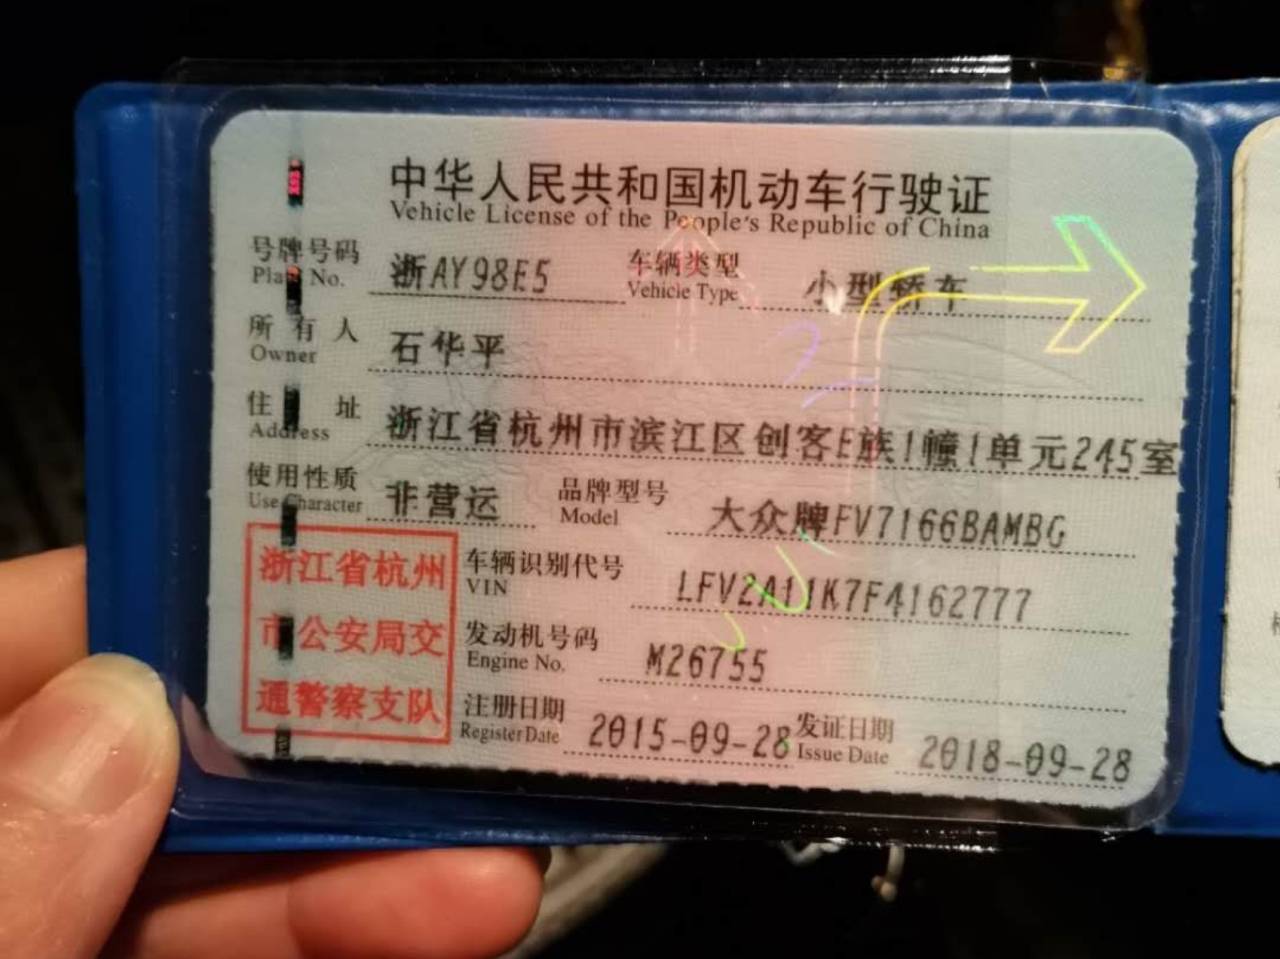 中华人民共和国机动车行驶证
Vehicle License of the People's Republic of China
号牌号码 浙AY98E5 车辆类型 小型轿车
Plate No. Vehicle Type
所有人 石华平
Owner
住址 浙江省杭州市滨江区创客E族1幢1单元245室
Address
使用性质 非营运 品牌型号 大众牌FV7166BAMBG
Use Character Model
浙江省杭州
市公安局交
通警察支队
车辆识别代号 LFV2A11K7F4162777
VIN
发动机号码 M26755
Engine No.
注册日期 2015-09-28 发证日期 2018-09-28
Register Date Issue Date